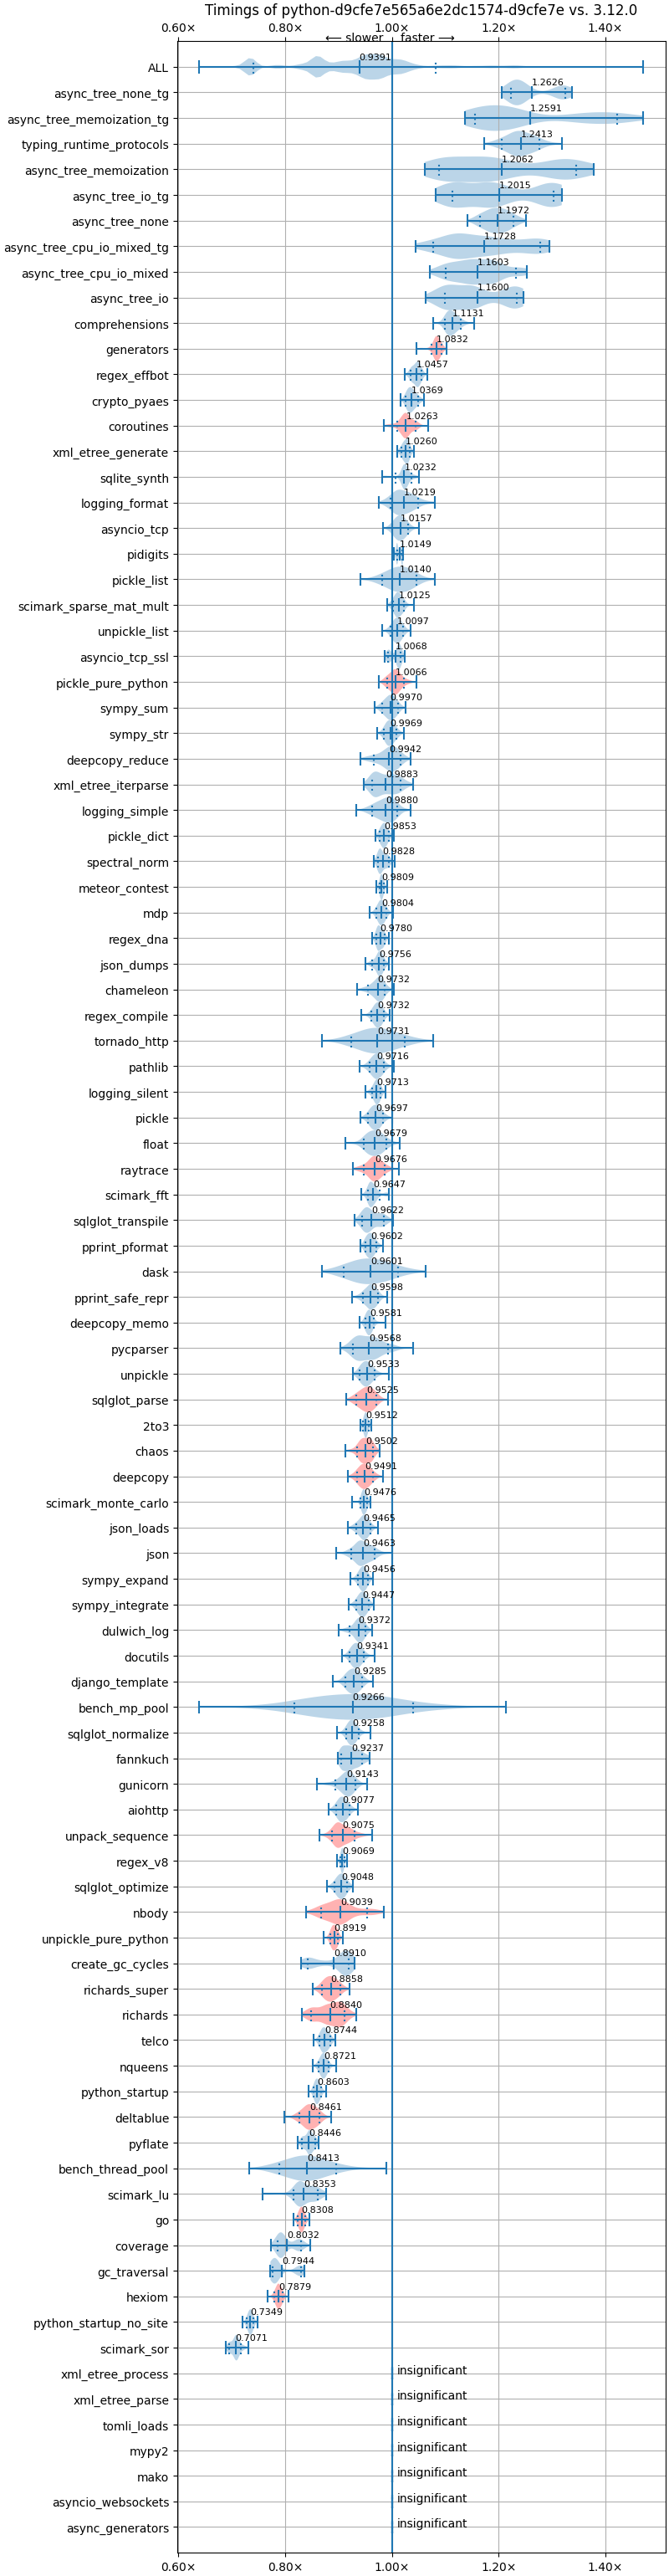 Timings of python-d9cfe7e565a6e2dc1574-d9cfe7e vs. 3.12.0
0.60× 0.80× 1.00× 1.20× 1.40×
⟵ slower faster ⟶
ALL 0.9391
async_tree_none_tg 1.2626
async_tree_memoization_tg 1.2591
typing_runtime_protocols 1.2413
async_tree_memoization 1.2062
async_tree_io_tg 1.2015
async_tree_none 1.1972
async_tree_cpu_io_mixed_tg 1.1728
async_tree_cpu_io_mixed 1.1603
async_tree_io 1.1600
comprehensions 1.1131
generators 1.0832
regex_effbot 1.0457
crypto_pyaes 1.0369
coroutines 1.0263
xml_etree_generate 1.0260
sqlite_synth 1.0232
logging_format 1.0219
asyncio_tcp 1.0157
pidigits 1.0149
pickle_list 1.0140
scimark_sparse_mat_mult 1.0125
unpickle_list 1.0097
asyncio_tcp_ssl 1.0068
pickle_pure_python 1.0066
sympy_sum 0.9970
sympy_str 0.9969
deepcopy_reduce 0.9942
xml_etree_iterparse 0.9883
logging_simple 0.9880
pickle_dict 0.9853
spectral_norm 0.9828
meteor_contest 0.9809
mdp 0.9804
regex_dna 0.9780
json_dumps 0.9756
chameleon 0.9732
regex_compile 0.9732
tornado_http 0.9731
pathlib 0.9716
logging_silent 0.9713
pickle 0.9697
float 0.9679
raytrace 0.9676
scimark_fft 0.9647
sqlglot_transpile 0.9622
pprint_pformat 0.9602
dask 0.9601
pprint_safe_repr 0.9598
deepcopy_memo 0.9581
pycparser 0.9568
unpickle 0.9533
sqlglot_parse 0.9525
2to3 0.9512
chaos 0.9502
deepcopy 0.9491
scimark_monte_carlo 0.9476
json_loads 0.9465
json 0.9463
sympy_expand 0.9456
sympy_integrate 0.9447
dulwich_log 0.9372
docutils 0.9341
django_template 0.9285
bench_mp_pool 0.9266
sqlglot_normalize 0.9258
fannkuch 0.9237
gunicorn 0.9143
aiohttp 0.9077
unpack_sequence 0.9075
regex_v8 0.9069
sqlglot_optimize 0.9048
nbody 0.9039
unpickle_pure_python 0.8919
create_gc_cycles 0.8910
richards_super 0.8858
richards 0.8840
telco 0.8744
nqueens 0.8721
python_startup 0.8603
deltablue 0.8461
pyflate 0.8446
bench_thread_pool 0.8413
scimark_lu 0.8353
go 0.8308
coverage 0.8032
gc_traversal 0.7944
hexiom 0.7879
python_startup_no_site 0.7349
scimark_sor 0.7071
xml_etree_process insignificant
xml_etree_parse insignificant
tomli_loads insignificant
mypy2 insignificant
mako insignificant
asyncio_websockets insignificant
async_generators insignificant
0.60× 0.80× 1.00× 1.20× 1.40×